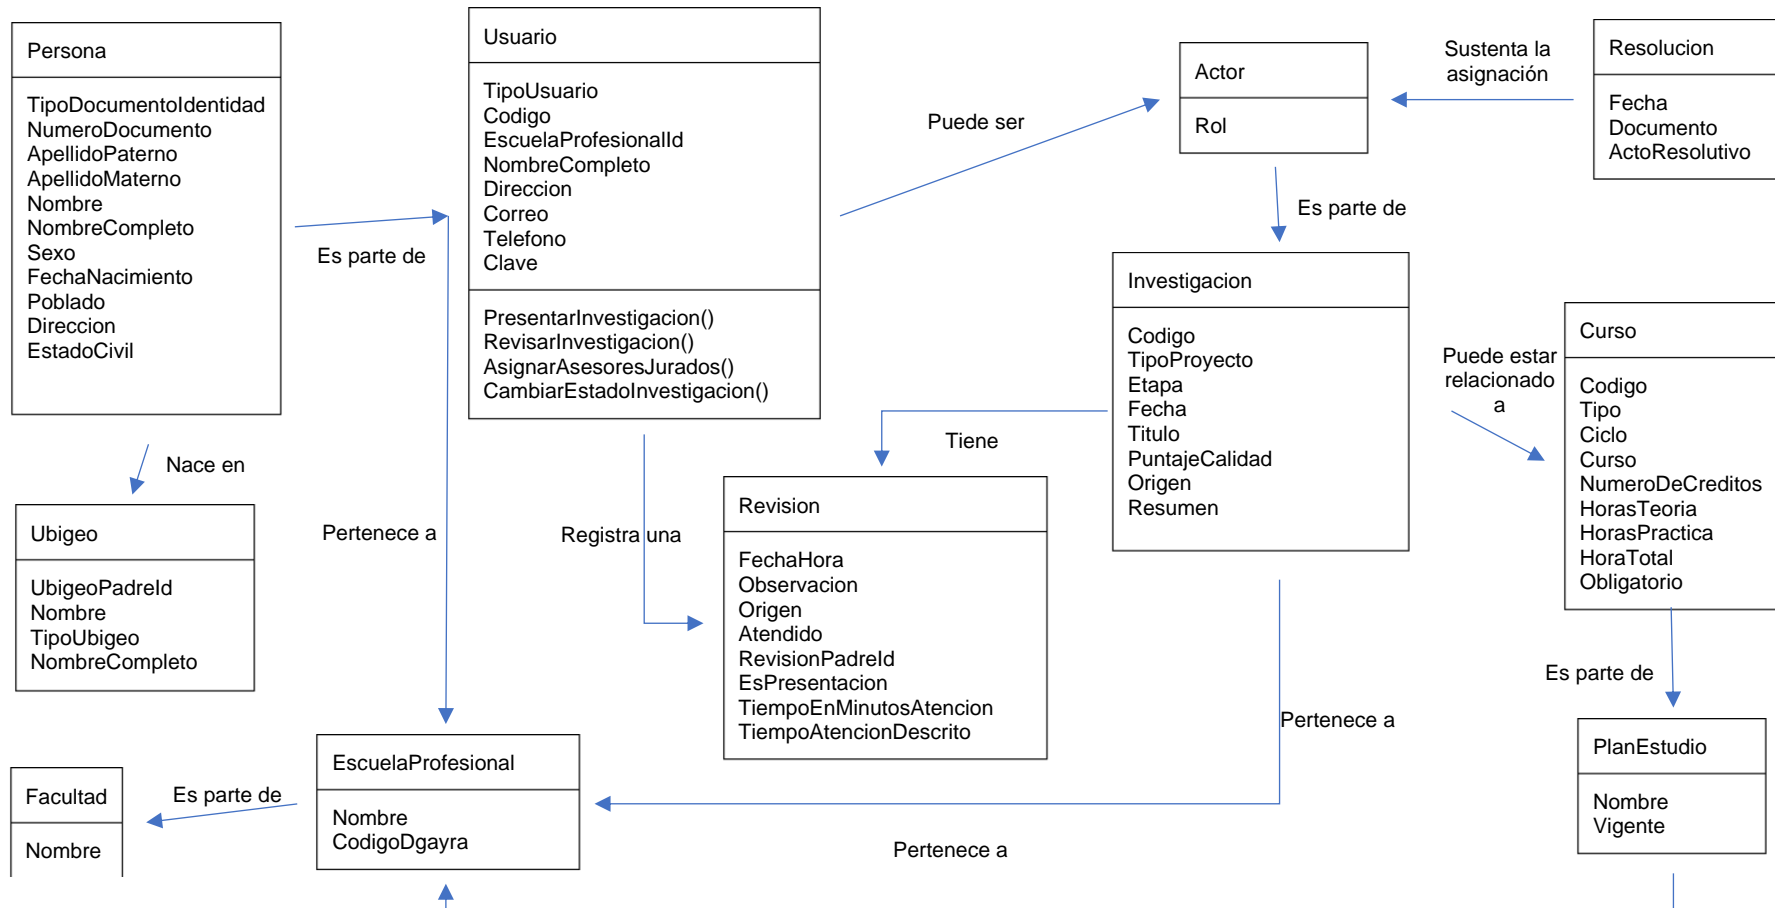 Persona
TipoDocumentoIdentidad
NumeroDocumento
ApellidoPaterno
ApellidoMaterno
Nombre
NombreCompleto
Sexo
FechaNacimiento
Poblado
Direccion
EstadoCivil
Es parte de
Usuario
TipoUsuario
Codigo
EscuelaProfesionalId
NombreCompleto
Direccion
Correo
Telefono
Clave
PresentarInvestigacion()
RevisarInvestigacion()
AsignarAsesoresJurados()
CambiarEstadoInvestigacion()
Puede ser
Actor
Rol
Sustenta la
asignación
Resolucion
Fecha
Documento
ActoResolutivo
Es parte de
Investigacion
Codigo
TipoProyecto
Etapa
Fecha
Titulo
PuntajeCalidad
Origen
Resumen
Puede estar
relacionado
a
Curso
Codigo
Tipo
Ciclo
Curso
NumeroDeCreditos
HorasTeoria
HorasPractica
HoraTotal
Obligatorio
Nace en
Ubigeo
UbigeoPadreId
Nombre
TipoUbigeo
NombreCompleto
Pertenece a
Registra una
Tiene
Revision
FechaHora
Observacion
Origen
Atendido
RevisionPadreId
EsPresentacion
TiempoEnMinutosAtencion
TiempoAtencionDescrito
Pertenece a
Es parte de
PlanEstudio
Nombre
Vigente
Facultad
Nombre
Es parte de
EscuelaProfesional
Nombre
CodigoDgayra
Pertenece a